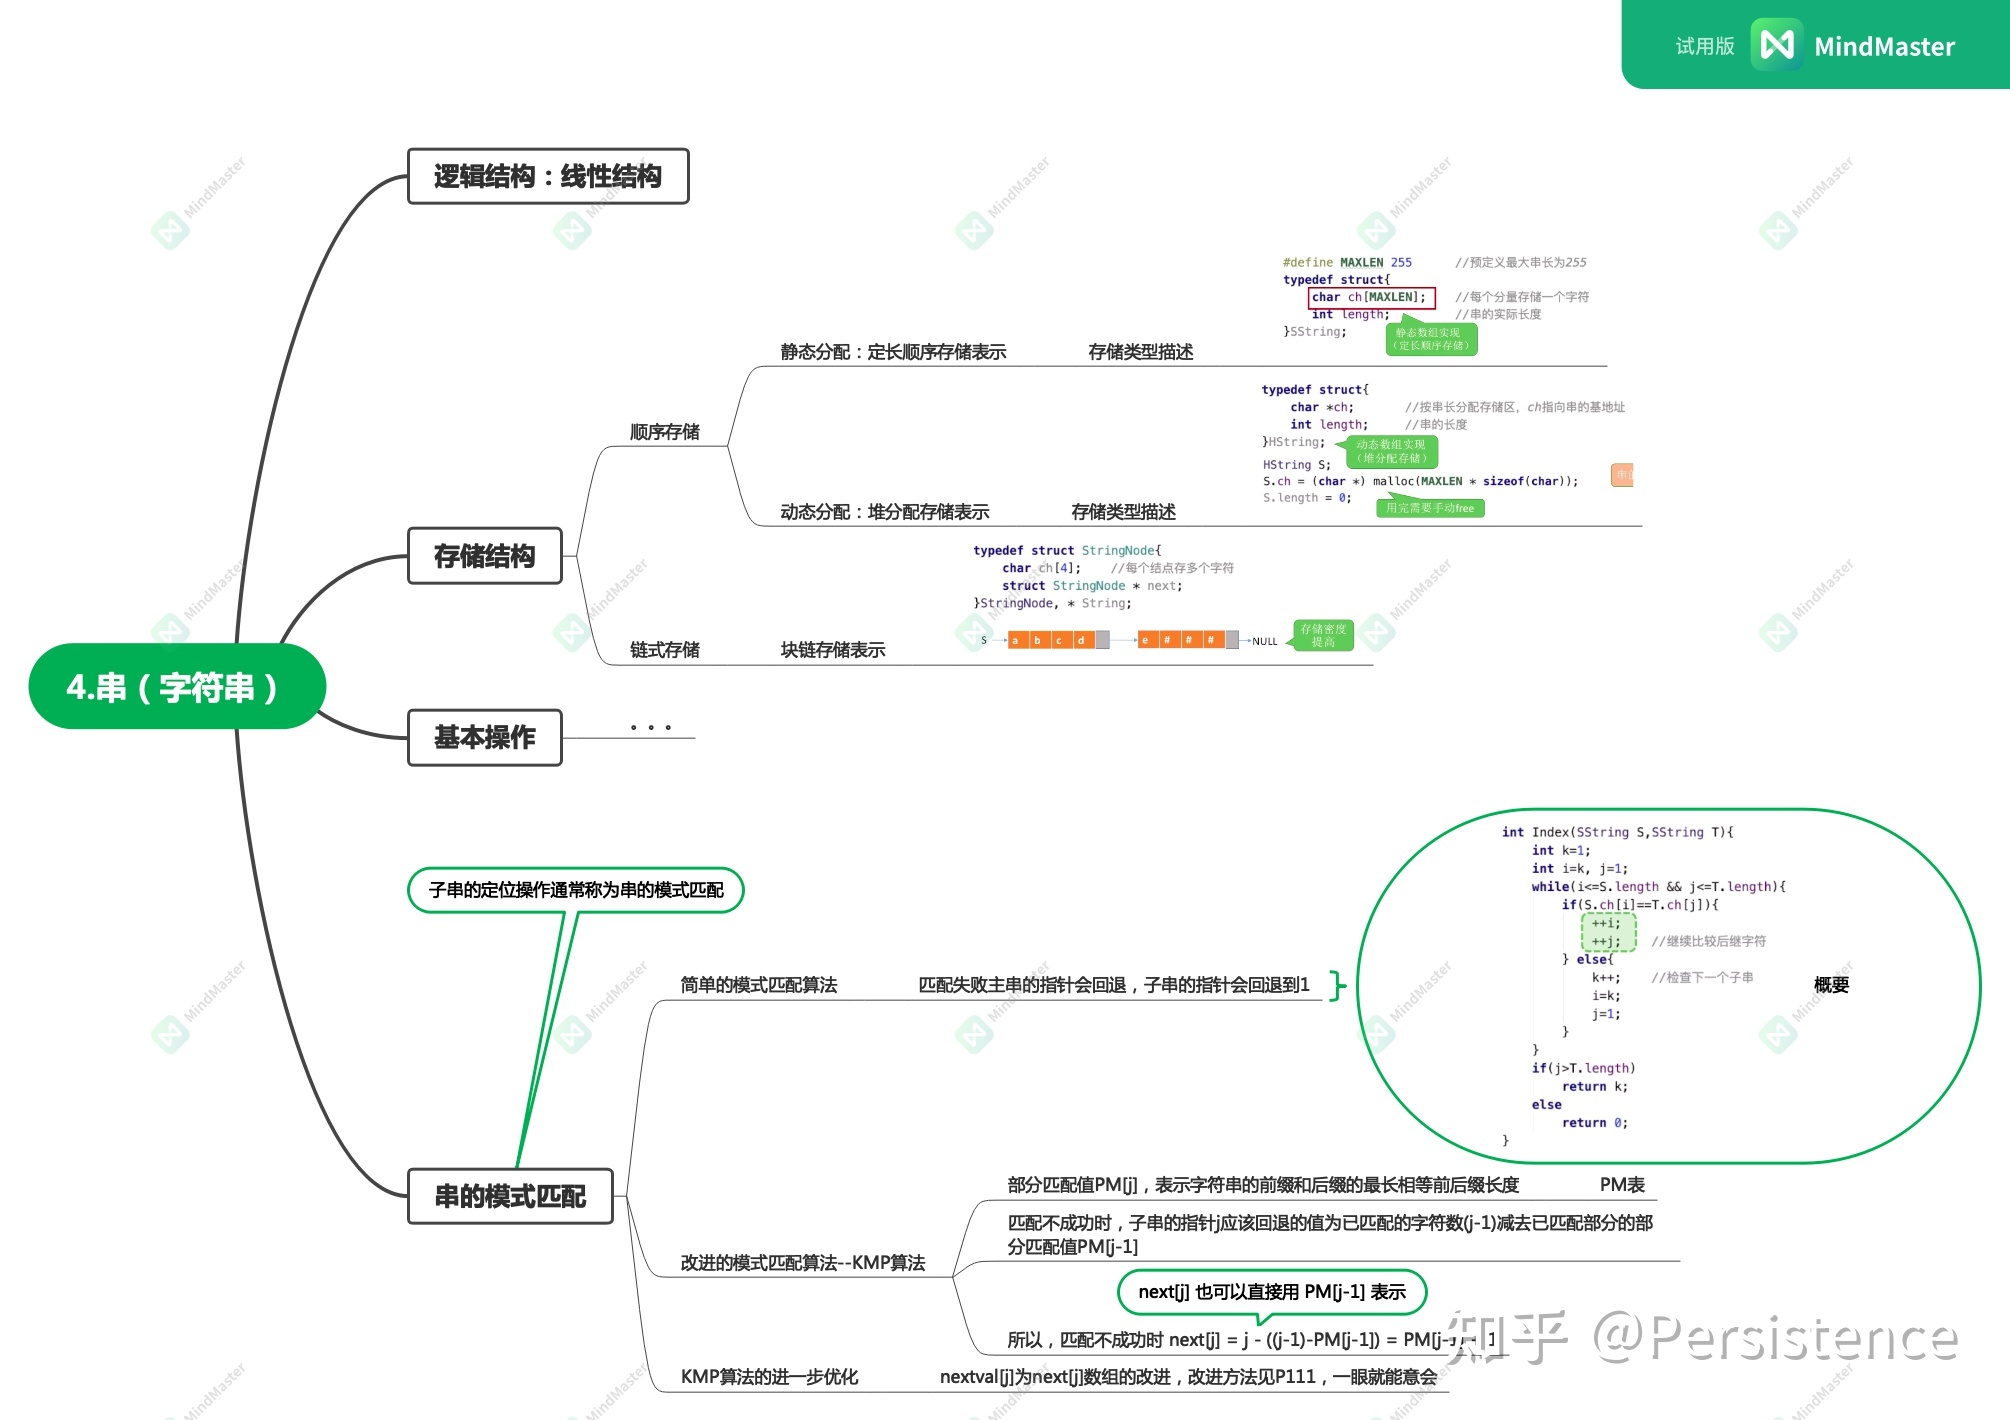 试用版 MindMaster
逻辑结构：线性结构
#define MAXLEN 255 //预定义最大串长为255
typedef struct{
char ch[MAXLEN]; //每个分量存储一个字符
int length; //串的实际长度
}SString;
静态数组实现
（定长顺序存储）
静态分配：定长顺序存储表示 存储类型描述
typedef struct{
char *ch; //按串长分配存储区，ch指向串的基地址
int length; //串的长度
}HString;
动态数组实现
（堆分配存储）
HString S;
S.ch = (char *) malloc(MAXLEN * sizeof(char));
S.length = 0;
用完需要手动free
顺序存储
动态分配：堆分配存储表示 存储类型描述
存储结构
typedef struct StringNode{
char ch[4]; //每个结点存多个字符
struct StringNode * next;
}StringNode, * String;
S a b c d e # # # NULL
存储密度
提高
链式存储 块链存储表示
4.串（字符串）
基本操作 。。。
子串的定位操作通常称为串的模式匹配
int Index(SString S,SString T){
int k=1;
int i=k, j=1;
while(i<=S.length && j<=T.length){
if(S.ch[i]==T.ch[j]){
++i;
++j; //继续比较后继字符
} else{
k++; //检查下一个子串
i=k;
j=1;
}
}
if(j>T.length)
return k;
else
return 0;
}
概要
简单的模式匹配算法 匹配失败主串的指针会回退，子串的指针会回退到1
串的模式匹配
部分匹配值PM[j]，表示字符串的前缀和后缀的最长相等前后缀长度 PM表
匹配不成功时，子串的指针j应该回退的值为已匹配的字符数(j-1)减去已匹配部分的部
分匹配值PM[j-1]
改进的模式匹配算法--KMP算法
next[j] 也可以直接用 PM[j-1] 表示
所以，匹配不成功时 next[j] = j - ((j-1)-PM[j-1]) = PM[j-1] + 1
KMP算法的进一步优化 nextval[j]为next[j]数组的改进，改进方法见P111，一眼就能意会
知乎 @Persistence